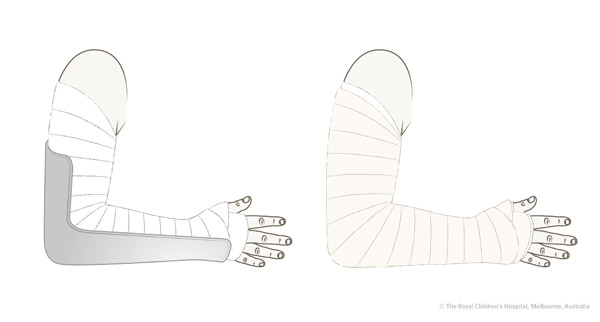 © The Royal Children's Hospital, Melbourne, Australia